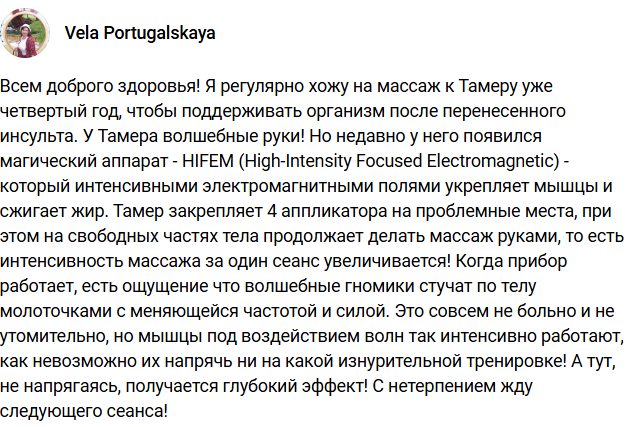 Vela Portugalskaya
Всем доброго здоровья! Я регулярно хожу на массаж к Тамеру уже
четвертый год, чтобы поддерживать организм после перенесенного
инсульта. У Тамера волшебные руки! Но недавно у него появился
магический аппарат - HIFEM (High-Intensity Focused Electromagnetic) -
который интенсивными электромагнитными полями укрепляет мышцы и
сжигает жир. Тамер закрепляет 4 аппликатора на проблемные места, при
этом на свободных частях тела продолжает делать массаж руками, то есть
интенсивность массажа за один сеанс увеличивается! Когда прибор
работает, есть ощущение что волшебные гномики стучат по телу
молоточками с меняющейся частотой и силой. Это совсем не больно и не
утомительно, но мышцы под воздействием волн так интенсивно работают,
как невозможно их напрячь ни на какой изнурительной тренировке! А тут,
не напрягаясь, получается глубокий эффект! С нетерпением жду
следующего сеанса!